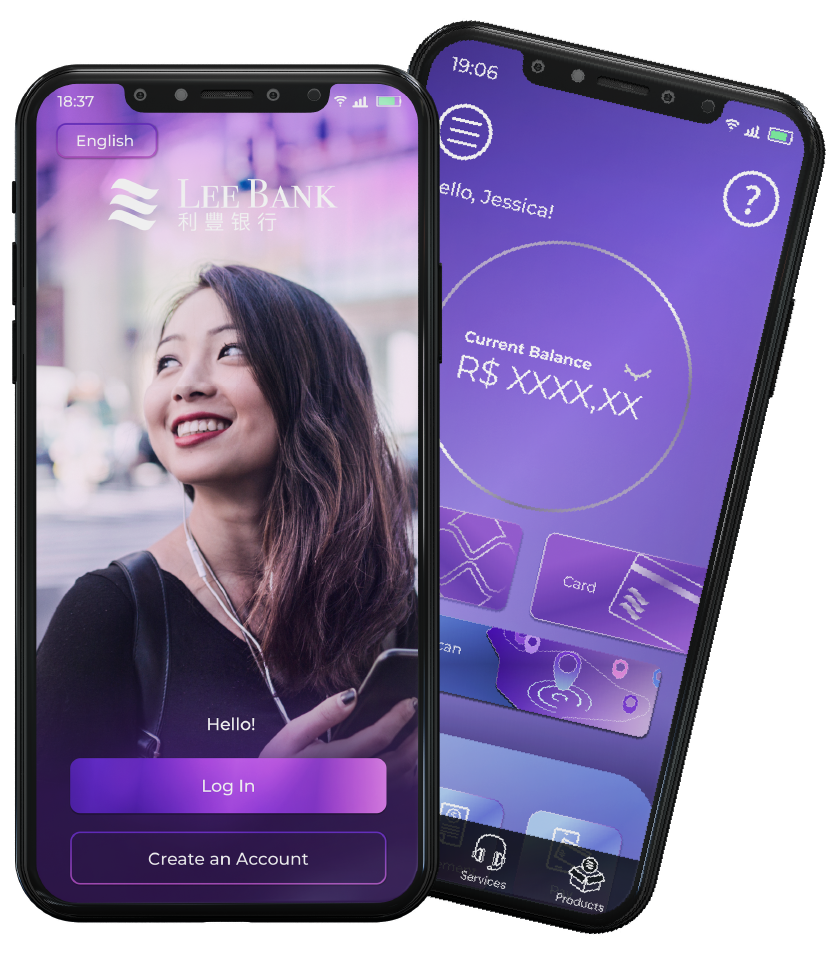 18:37
English
LEE BANK
利豐银行
Hello!
Log In
Create an Account
19:06
ello, Jessica!
?
Current Balance
R$ XXXX,XX
Card
can
Services
Products